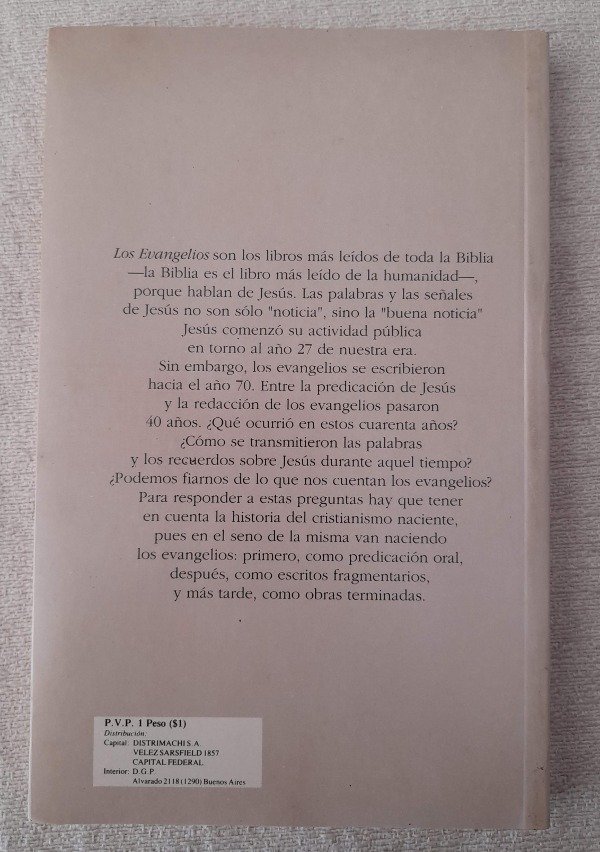 Los Evangelios son los libros más leídos de toda la Biblia
—la Biblia es el libro más leído de la humanidad—,
porque hablan de Jesús. Las palabras y las señales
de Jesús no son sólo "noticia", sino la "buena noticia"
Jesús comenzó su actividad pública
en torno al año 27 de nuestra era.
Sin embargo, los evangelios se escribieron
hacia el año 70. Entre la predicación de Jesús
y la redacción de los evangelios pasaron
40 años. ¿Qué ocurrió en estos cuarenta años?
¿Cómo se transmitieron las palabras
y los recuerdos sobre Jesús durante aquel tiempo?
¿Podemos fiarnos de lo que nos cuentan los evangelios?
Para responder a estas preguntas hay que tener
en cuenta la historia del cristianismo naciente,
pues en el seno de la misma van naciendo
los evangelios: primero, como predicación oral,
después, como escritos fragmentarios,
y más tarde, como obras terminadas.
P.V.P. 1 Peso ($1)
Distribución:
Capital: DISTRIMACHI S.A.
VELEZ SARSFIELD 1857
CAPITAL FEDERAL
Interior: D.G.P.
Alvarado 2118 (1290) Buenos Aires